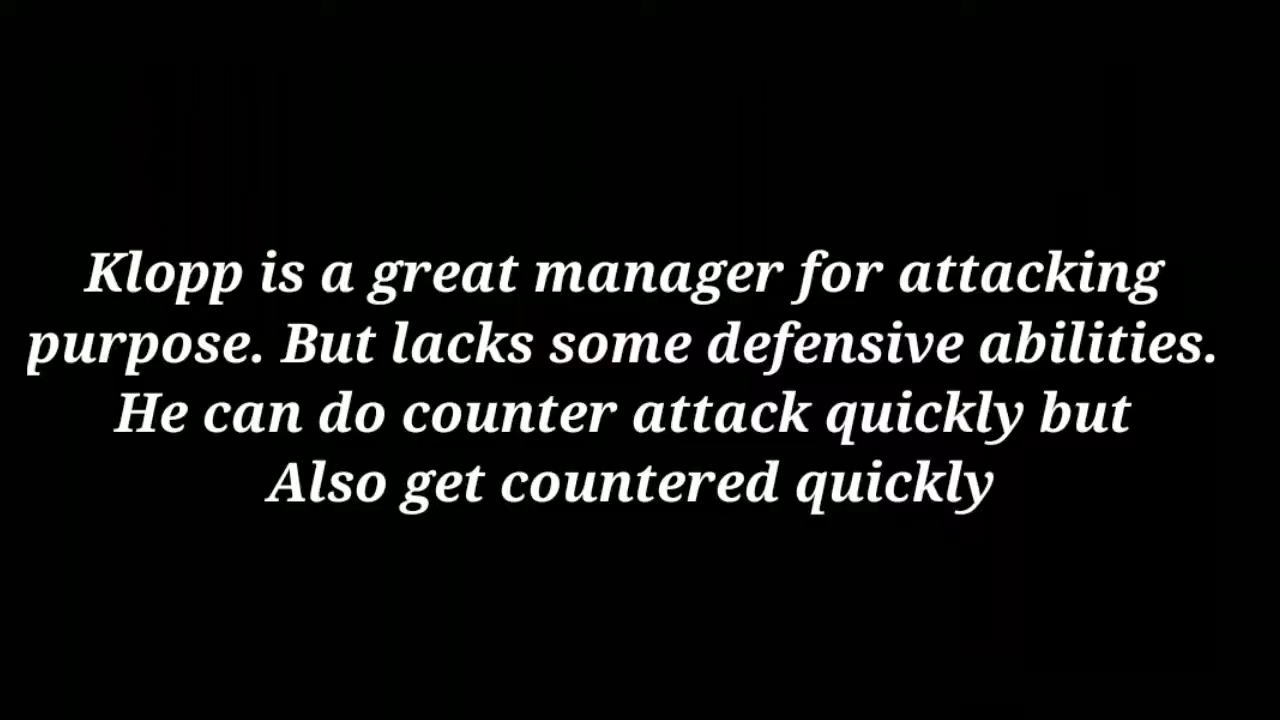 Klopp is a great manager for attacking
purpose. But lacks some defensive abilities.
He can do counter attack quickly but
Also get countered quickly